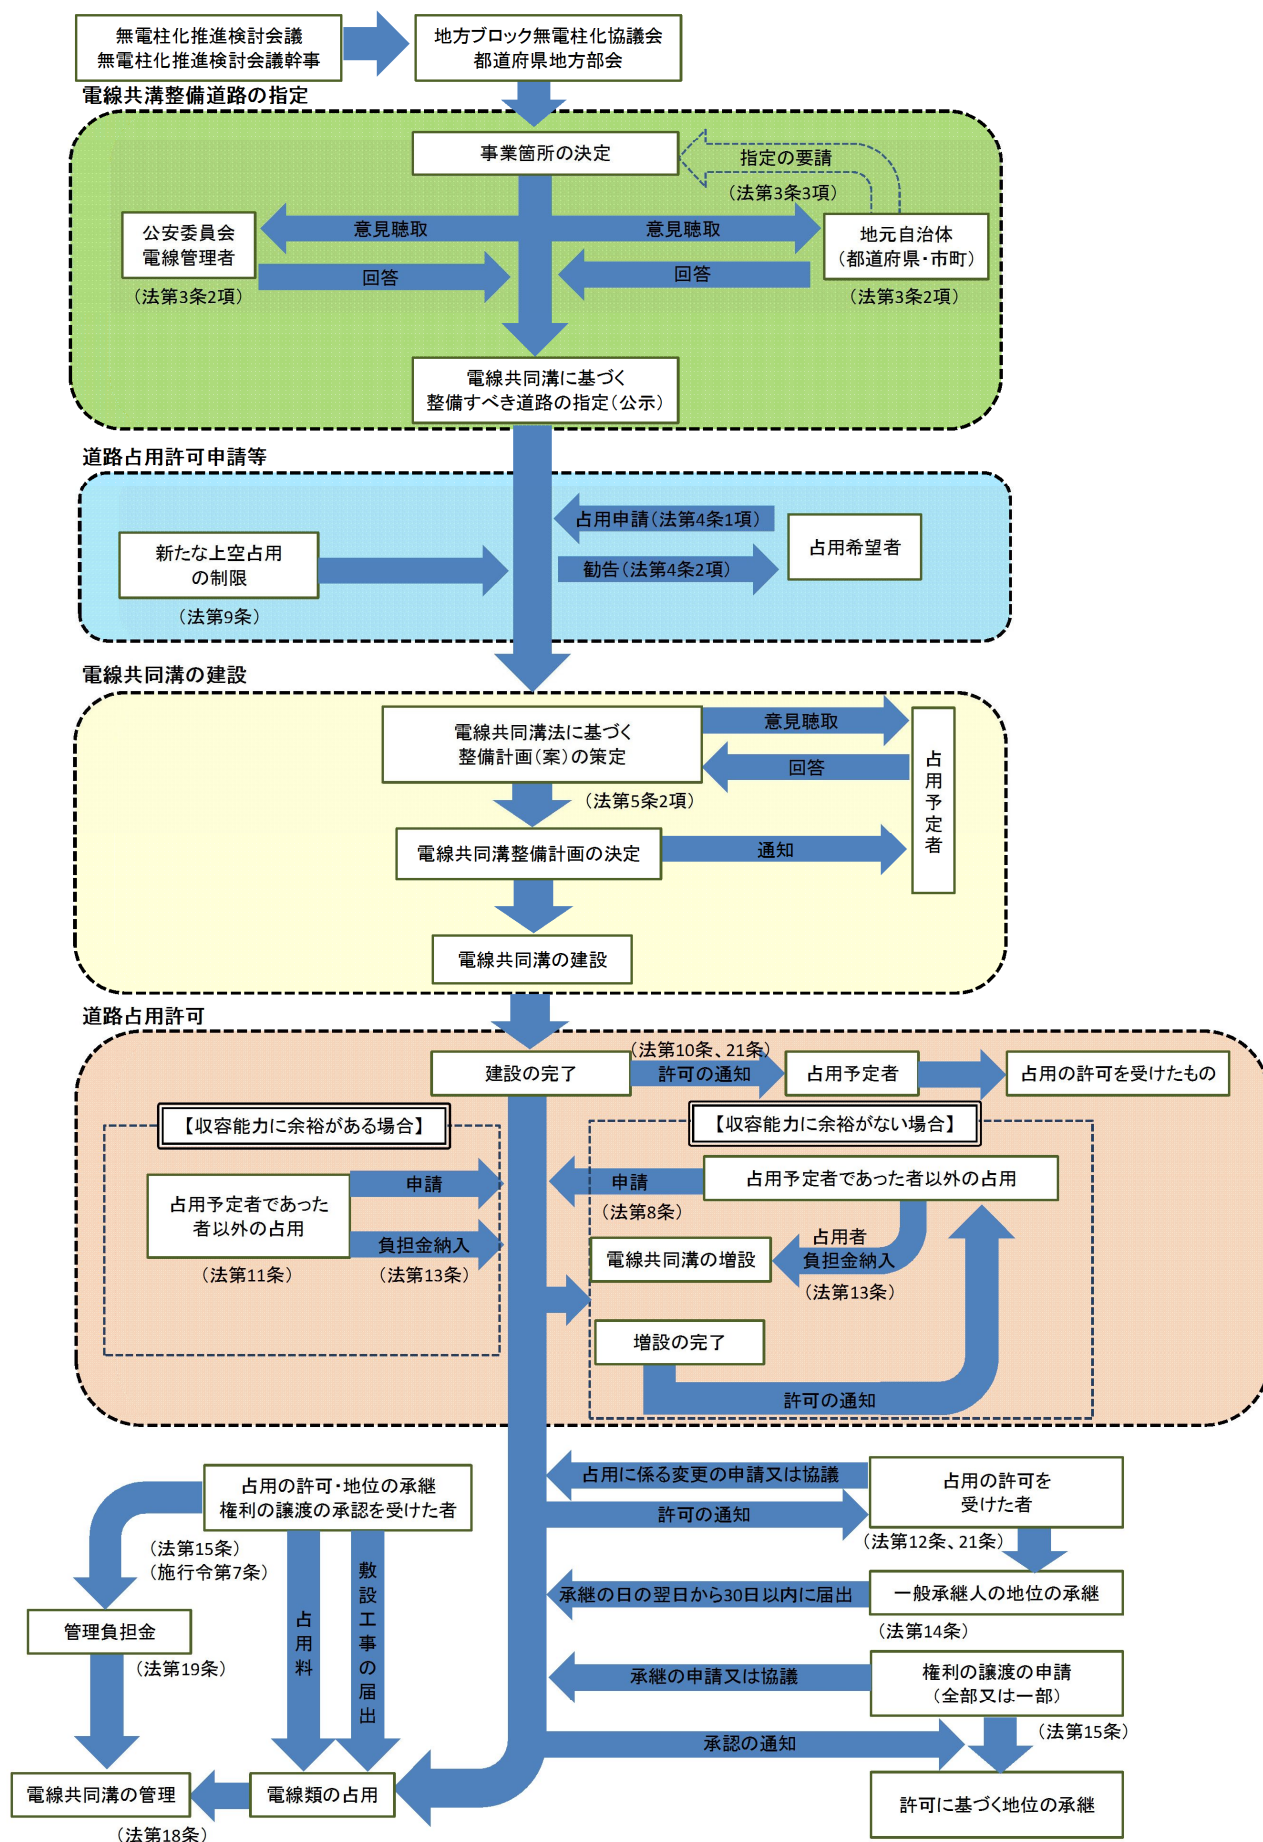 無電柱化推進検討会議
無電柱化推進検討会議幹事
地方ブロック無電柱化協議会
都道府県地方部会
電線共溝整備道路の指定
事業箇所の決定
指定の要請
（法第3条3項）
公安委員会
電線管理者
意見聴取
意見聴取
地元自治体
（都道府県・市町）
回答
回答
（法第3条2項）
（法第3条2項）
電線共同溝に基づく
整備すべき道路の指定（公示）
道路占用許可申請等
占用申請（法第4条1項）
占用希望者
新たな上空占用
の制限
勧告（法第4条2項）
（法第9条）
電線共同溝の建設
電線共同溝法に基づく
整備計画（案）の策定
意見聴取
回答
占用予定者
（法第5条2項）
電線共同溝整備計画の決定
通知
電線共同溝の建設
道路占用許可
（法第10条、21条）
建設の完了
許可の通知
占用予定者
占用の許可を受けたもの
【収容能力に余裕がある場合】
【収容能力に余裕がない場合】
占用予定者であった
者以外の占用
申請
申請
占用予定者であった者以外の占用
（法第8条）
負担金納入
占用者
負担金納入
電線共同溝の増設
（法第11条）
（法第13条）
（法第13条）
増設の完了
許可の通知
占用の許可・地位の承継
権利の譲渡の承認を受けた者
占用に係る変更の申請又は協議
占用の許可を
受けた者
許可の通知
（法第15条）
（施行令第7条）
（法第12条、21条）
占用料
敷設工事の届出
承継の日の翌日から30日以内に届出
一般承継人の地位の承継
管理負担金
（法第14条）
（法第19条）
承継の申請又は協議
権利の譲渡の申請
（全部又は一部）
（法第15条）
承認の通知
電線共同溝の管理
電線類の占用
許可に基づく地位の承継
（法第18条）